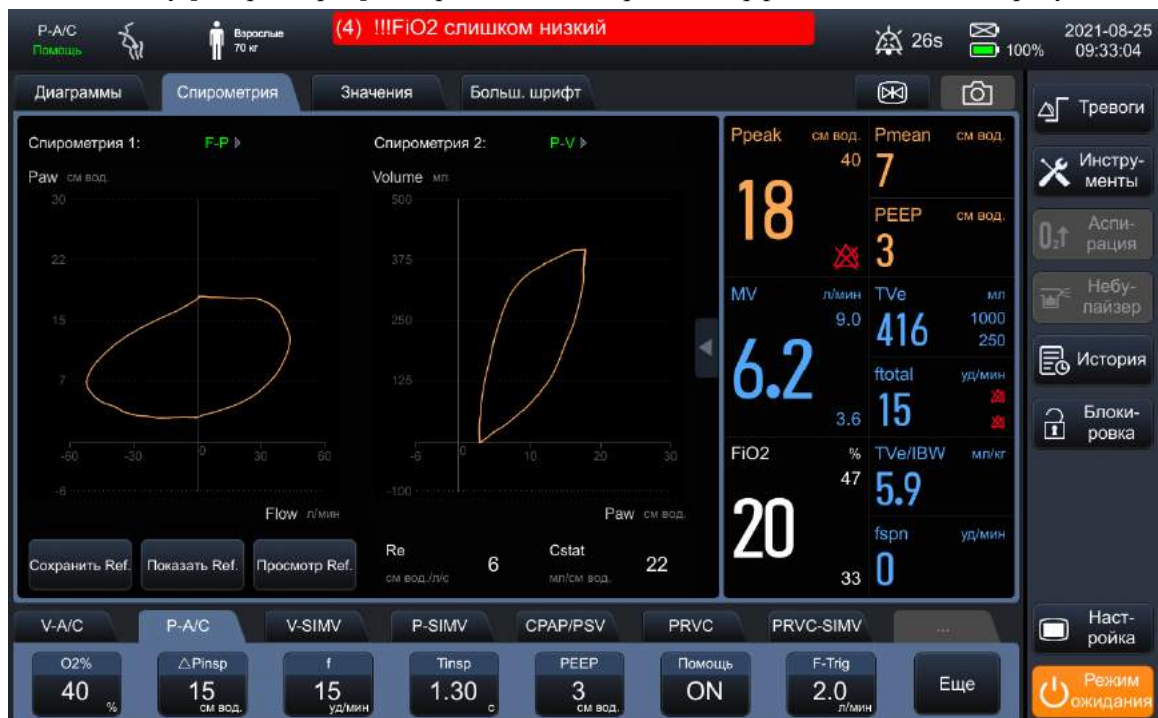 P-A/C
Помощь
Взрослые
70 кг
(4) !!!FiO2 слишком низкий
26s
100%
2021-08-25
09:33:04
Диаграммы
Спирометрия
Значения
Больш. шрифт
Спирометрия 1:
F-P
Спирометрия 2:
P-V
Paw см вод.
30
22
15
7
-60
-30
0
30
60
-6
Flow л/мин
Volume мл
500
375
250
125
-6
0
10
20
30
-100
Paw см вод.
Сохранить Ref.
Показать Ref.
Просмотр Ref.
Re
см вод./л/с
6
Cstat
мл/см вод.
22
Ppeak см вод.
40
18
Pmean см вод.
7
PEEP см вод.
3
MV л/мин
9.0
6.2
3.6
TVe мл
1000
416
250
ftotal уд/мин
15
FiO2 %
47
20
33
TVe/IBW мл/кг
5.9
fspn уд/мин
0
Тревоги
Инстру-
менты
O2↑
Аспи-
рация
Небу-
лайзер
История
Блоки-
ровка
Наст-
ройка
Режим
ожидания
V-A/C
P-A/C
V-SIMV
P-SIMV
CPAP/PSV
PRVC
PRVC-SIMV
...
O2%
40
%
△Pinsp
15
см вод.
f
15
уд/мин
Tinsp
1.30
с
PEEP
3
см вод.
Помощь
ON
F-Trig
2.0
л/мин
Еще